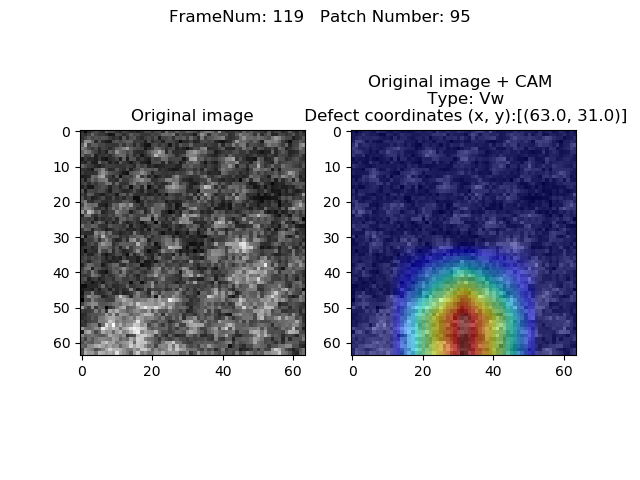 FrameNum: 119   Patch Number: 95
Original image
Original image + CAM
Type: Vw
Defect coordinates (x, y):[(63.0, 31.0)]
0
10
20
30
40
50
60
0 20 40 60
0
10
20
30
40
50
60
0 20 40 60